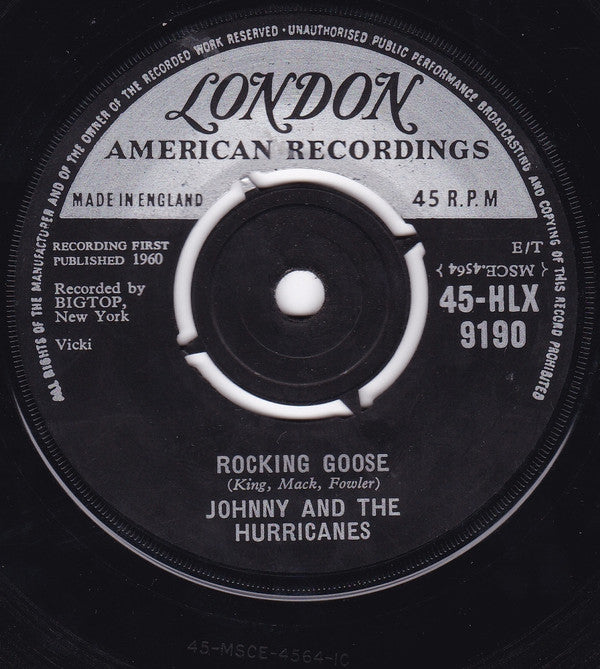 ALL RIGHTS OF THE MANUFACTURER AND OF THE OWNER OF THE RECORDED WORK RESERVED · UNAUTHORISED PUBLIC PERFORMANCE BROADCASTING AND COPYING OF THIS RECORD PROHIBITED
LONDON
AMERICAN RECORDINGS
MADE IN ENGLAND
45 R.P.M
RECORDING FIRST
PUBLISHED 1960
E/T
{ MSCE.4564 }
Recorded by
BIGTOP,
New York
45-HLX
9190
Vicki
ROCKING GOOSE
(King, Mack, Fowler)
JOHNNY AND THE
HURRICANES
45-MSCE-4564-1C